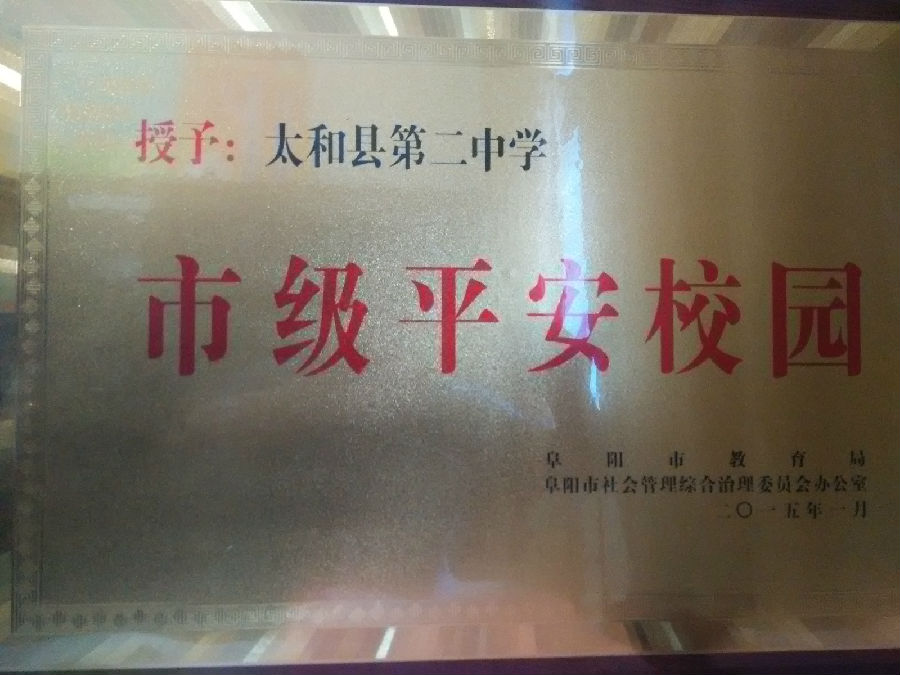 授予：太和县第二中学
市级平安校园
阜阳市教育局
阜阳市社会管理综合治理委员会办公室
二〇一五年一月